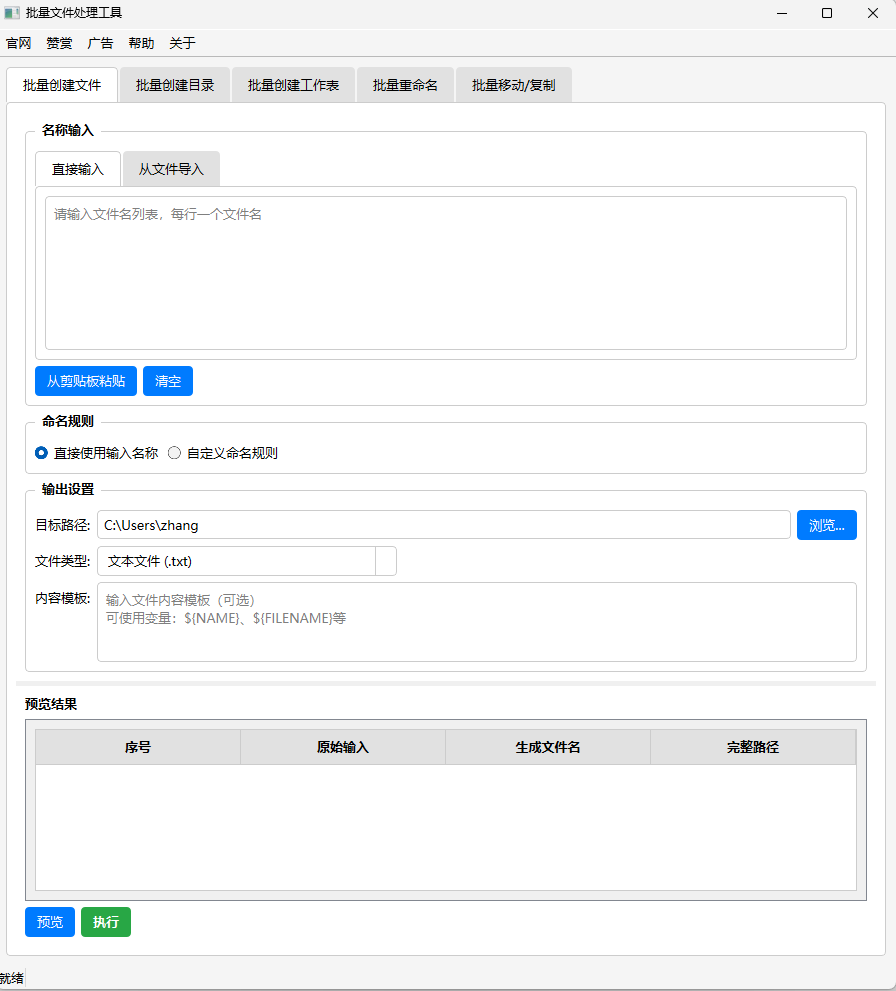 批量文件处理工具
官网 赞赏 广告 帮助 关于
批量创建文件 批量创建目录 批量创建工作表 批量重命名 批量移动/复制
名称输入
直接输入 从文件导入
请输入文件名列表，每行一个文件名
从剪贴板粘贴 清空
命名规则
直接使用输入名称 自定义命名规则
输出设置
目标路径: C:\Users\zhang 浏览...
文件类型: 文本文件 (.txt)
内容模板: 输入文件内容模板（可选）
可使用变量：${NAME}、${FILENAME}等
预览结果
序号 原始输入 生成文件名 完整路径
预览 执行
就绪